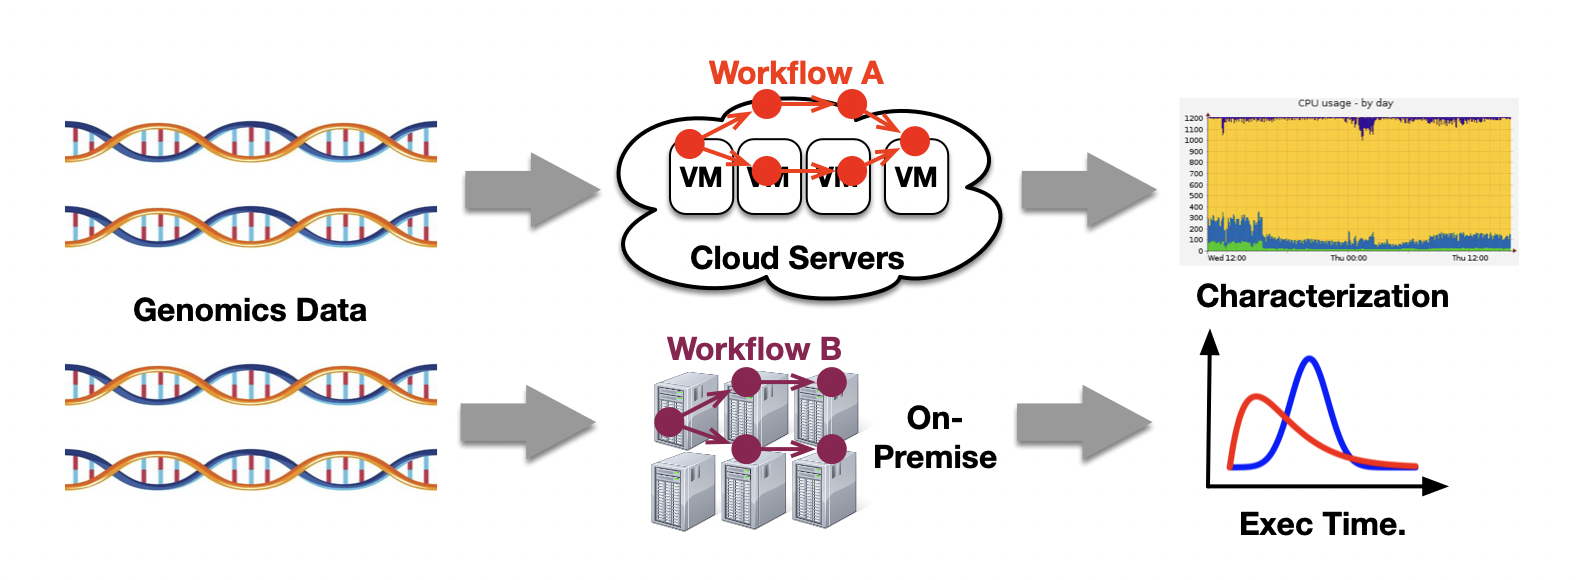 Workflow A
VM
VM
VM
VM
Cloud Servers
Genomics Data
CPU usage - by day
1200
1100
1000
900
800
700
600
500
400
300
200
100
0
Wed 12:00
Thu 00:00
Thu 12:00
Characterization
Workflow B
On-
Premise
Exec Time.